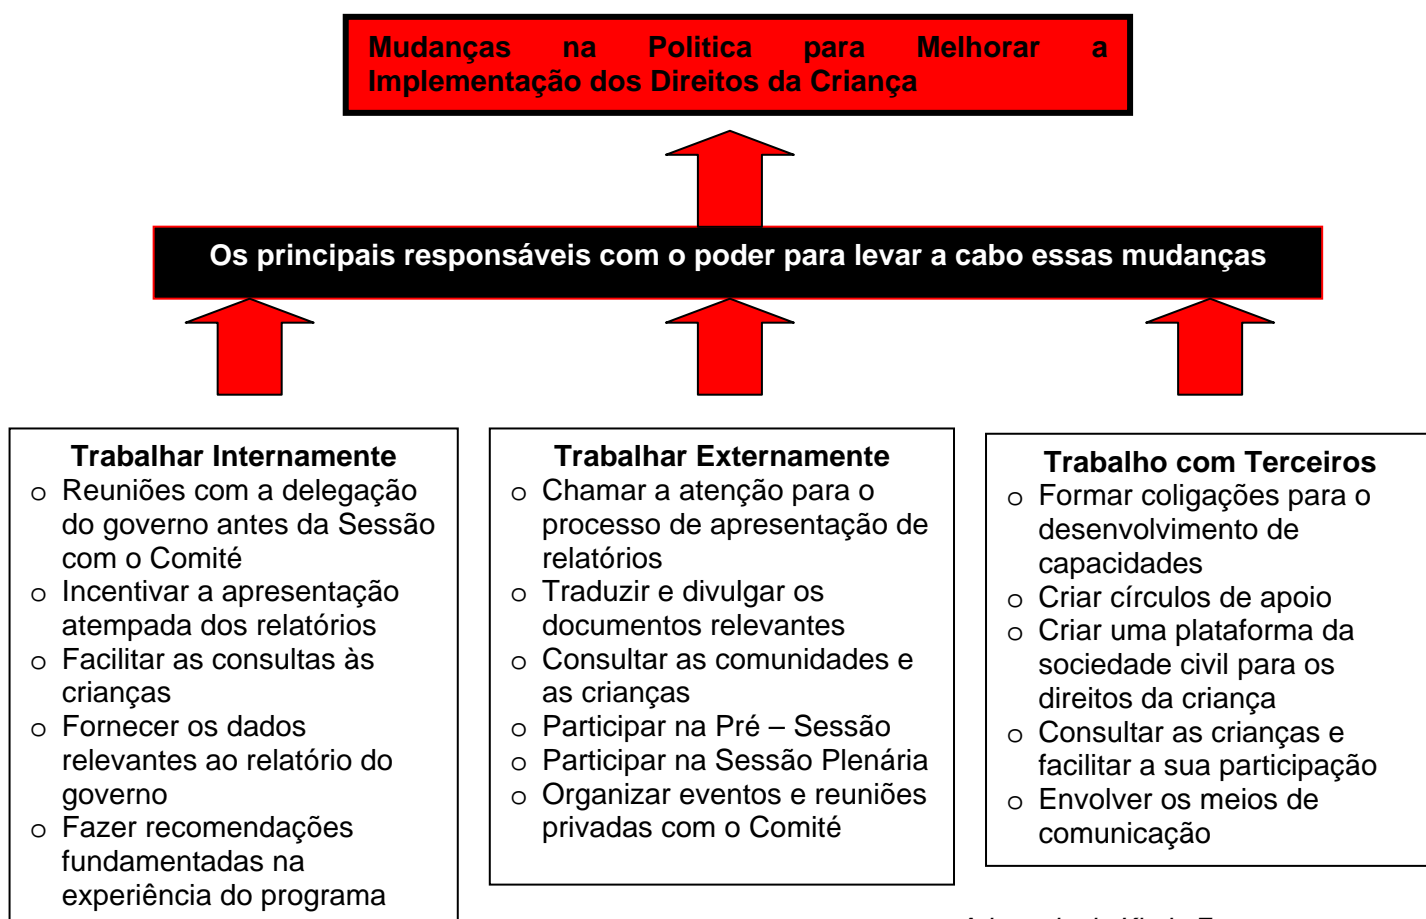 Mudanças na Politica para Melhorar a
Implementação dos Direitos da Criança
Os principais responsáveis com o poder para levar a cabo essas mudanças
Trabalhar Internamente
o Reuniões com a delegação
do governo antes da Sessão
com o Comité
o Incentivar a apresentação
atempada dos relatórios
o Facilitar as consultas às
crianças
o Fornecer os dados
relevantes ao relatório do
governo
o Fazer recomendações
fundamentadas na
experiência do programa
Trabalhar Externamente
o Chamar a atenção para o
processo de apresentação de
relatórios
o Traduzir e divulgar os
documentos relevantes
o Consultar as comunidades e
as crianças
o Participar na Pré – Sessão
o Participar na Sessão Plenária
o Organizar eventos e reuniões
privadas com o Comité
Trabalho com Terceiros
o Formar coligações para o
desenvolvimento de
capacidades
o Criar círculos de apoio
o Criar uma plataforma da
sociedade civil para os
direitos da criança
o Consultar as crianças e
facilitar a sua participação
o Envolver os meios de
comunicação